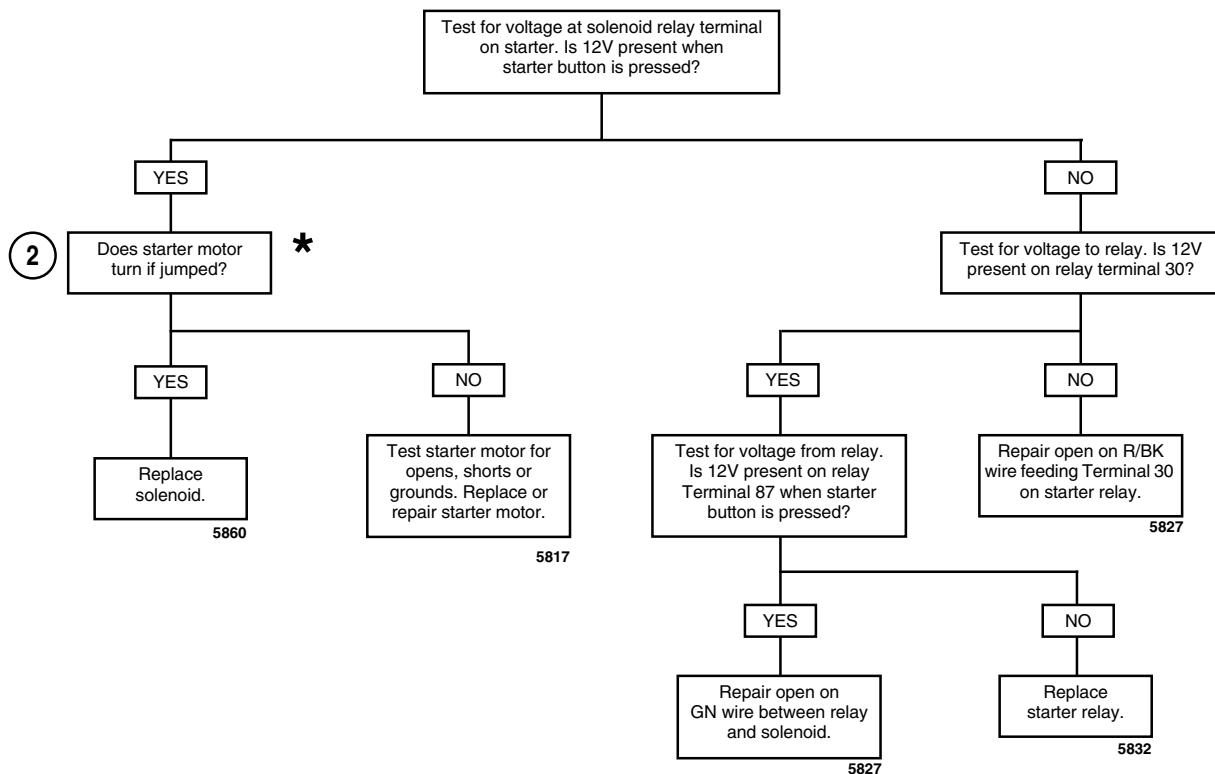 Test for voltage at solenoid relay terminal
on starter. Is 12V present when
starter button is pressed?
YES
NO
2
Does starter motor
turn if jumped?
*
Test for voltage to relay. Is 12V
present on relay terminal 30?
YES
NO
YES
NO
Replace
solenoid.
5860
Test starter motor for
opens, shorts or
grounds. Replace or
repair starter motor.
5817
Test for voltage from relay.
Is 12V present on relay
Terminal 87 when starter
button is pressed?
Repair open on R/BK
wire feeding Terminal 30
on starter relay.
5827
YES
NO
Repair open on
GN wire between relay
and solenoid.
5827
Replace
starter relay.
5832